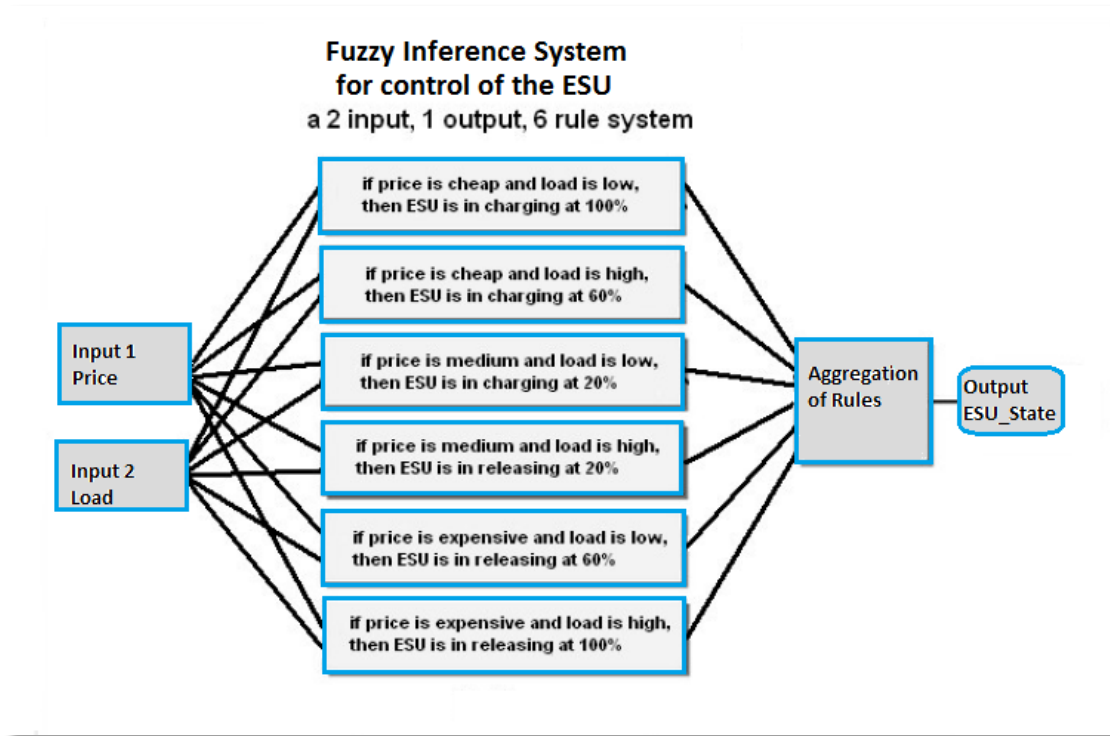 Fuzzy Inference System
for control of the ESU
a 2 input, 1 output, 6 rule system
if price is cheap and load is low,
then ESU is in charging at 100%
if price is cheap and load is high,
then ESU is in charging at 60%
if price is medium and load is low,
then ESU is in charging at 20%
if price is medium and load is high,
then ESU is in releasing at 20%
if price is expensive and load is low,
then ESU is in releasing at 60%
if price is expensive and load is high,
then ESU is in releasing at 100%
Input 1
Price
Input 2
Load
Aggregation
of Rules
Output
ESU_State